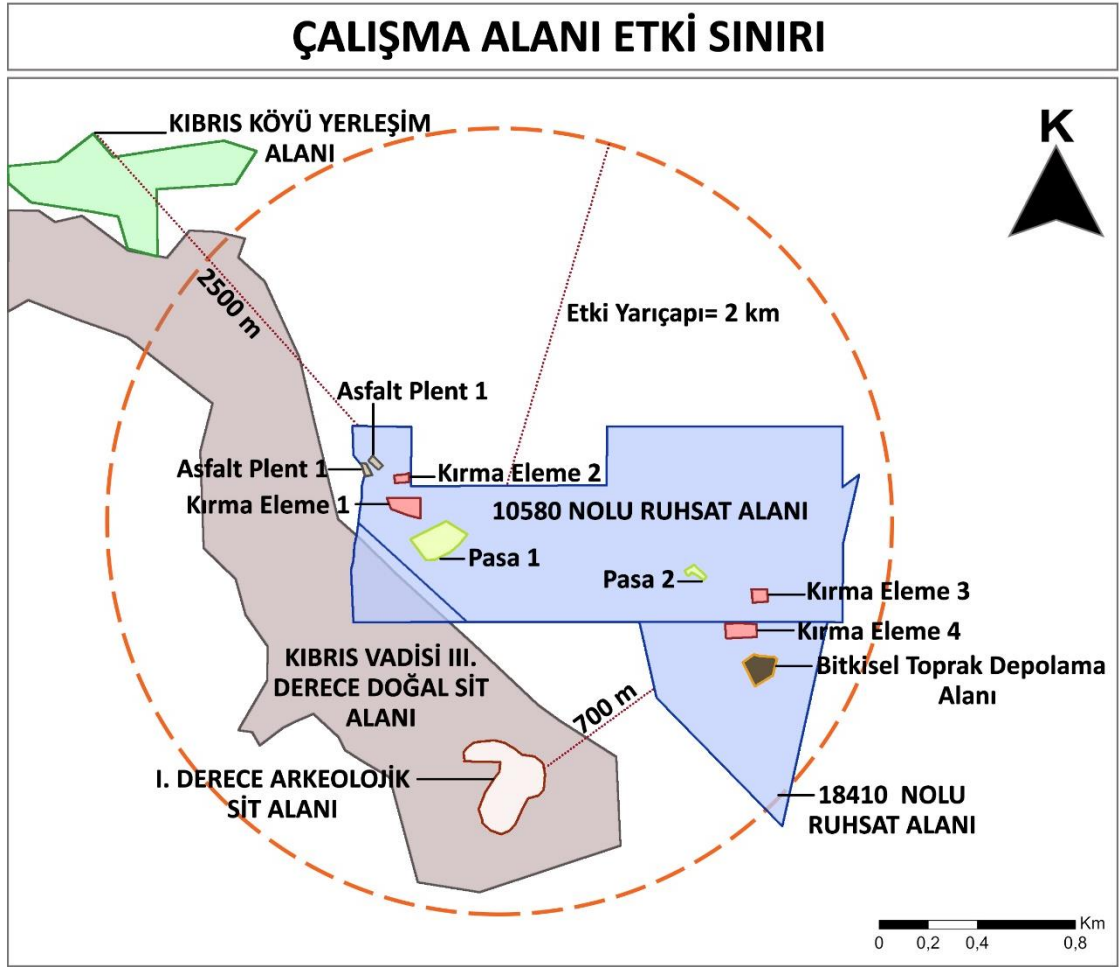 ÇALIŞMA ALANI ETKİ SINIRI
KIBRIS KÖYÜ YERLEŞİM
ALANI
K
2500 m
Etki Yarıçapı= 2 km
Asfalt Plent 1
Asfalt Plent 1
Kırma Eleme 2
Kırma Eleme 1
10580 NOLU RUHSAT ALANI
Pasa 1
Pasa 2
Kırma Eleme 3
Kırma Eleme 4
Bitkisel Toprak Depolama
Alanı
KIBRIS VADİSİ III.
DERECE DOĞAL SİT
ALANI
700 m
I. DERECE ARKEOLOJİK
SİT ALANI
18410 NOLU
RUHSAT ALANI
Km
0 0,2 0,4 0,8